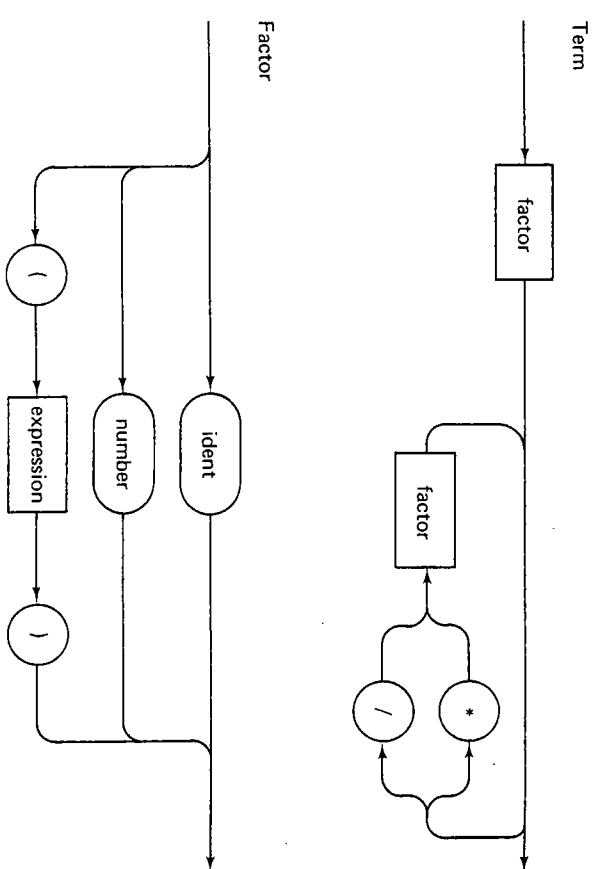 Term
factor
factor
*
/
Factor
ident
number
( expression )